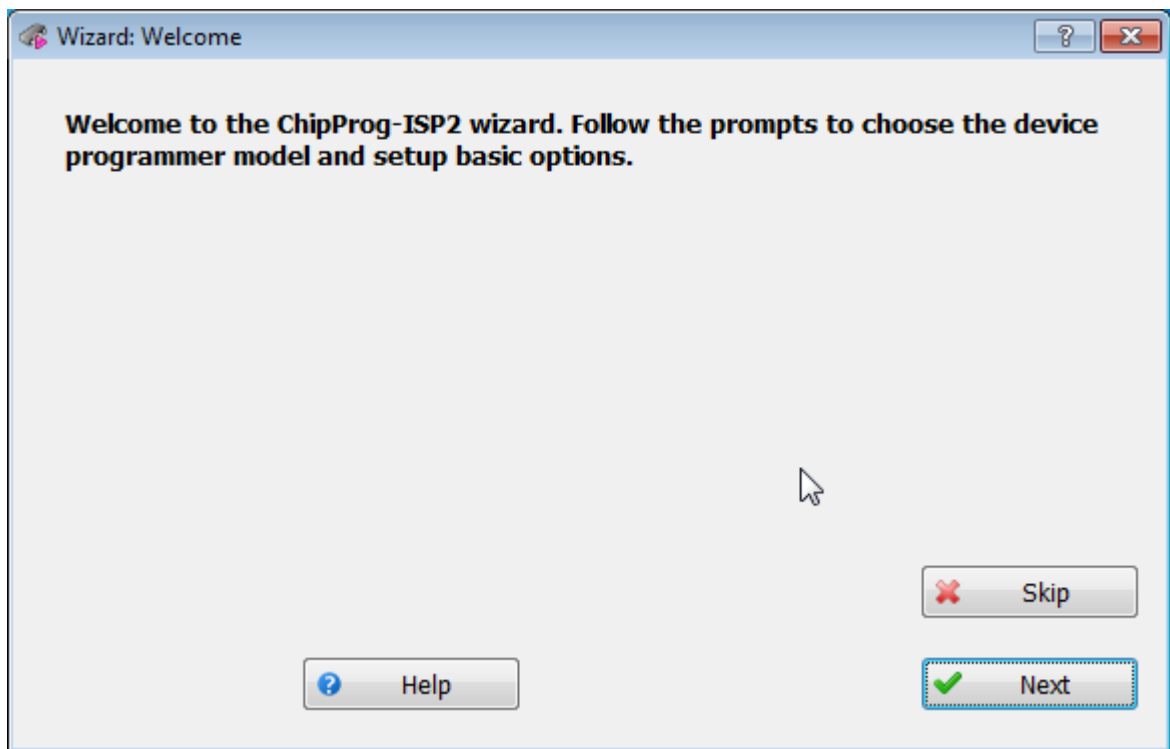 Wizard: Welcome
Welcome to the ChipProg-ISP2 wizard. Follow the prompts to choose the device
programmer model and setup basic options.
Skip
Help
Next